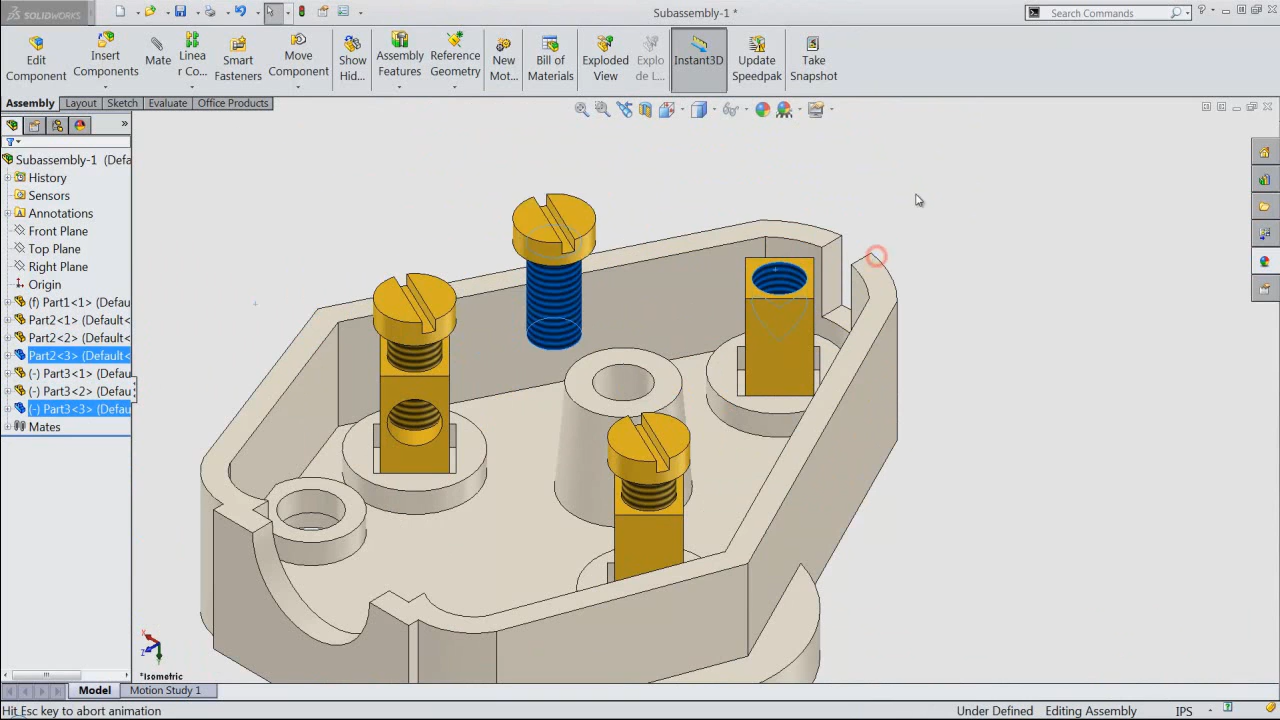 SOLIDWORKS
Subassembly-1 *
Search Commands
Edit Component
Insert Components
Mate
Linea r Co...
Smart Fasteners
Move Component
Show Hid...
Assembly Features
Reference Geometry
New Mot...
Bill of Materials
Exploded View
Explo de L...
Instant3D
Update Speedpak
Take Snapshot
Assembly Layout Sketch Evaluate Office Products
Subassembly-1 (Defa
History
Sensors
Annotations
Front Plane
Top Plane
Right Plane
Origin
(f) Part1<1> (Defau
Part2<1> (Default<
Part2<2> (Default<
Part2<3> (Default<
(-) Part3<1> (Defau
(-) Part3<2> (Defau
(-) Part3<3> (Defau
Mates
X
Z
Y
*Isometric
Model Motion Study 1
Hit Esc key to abort animation
Under Defined Editing Assembly IPS